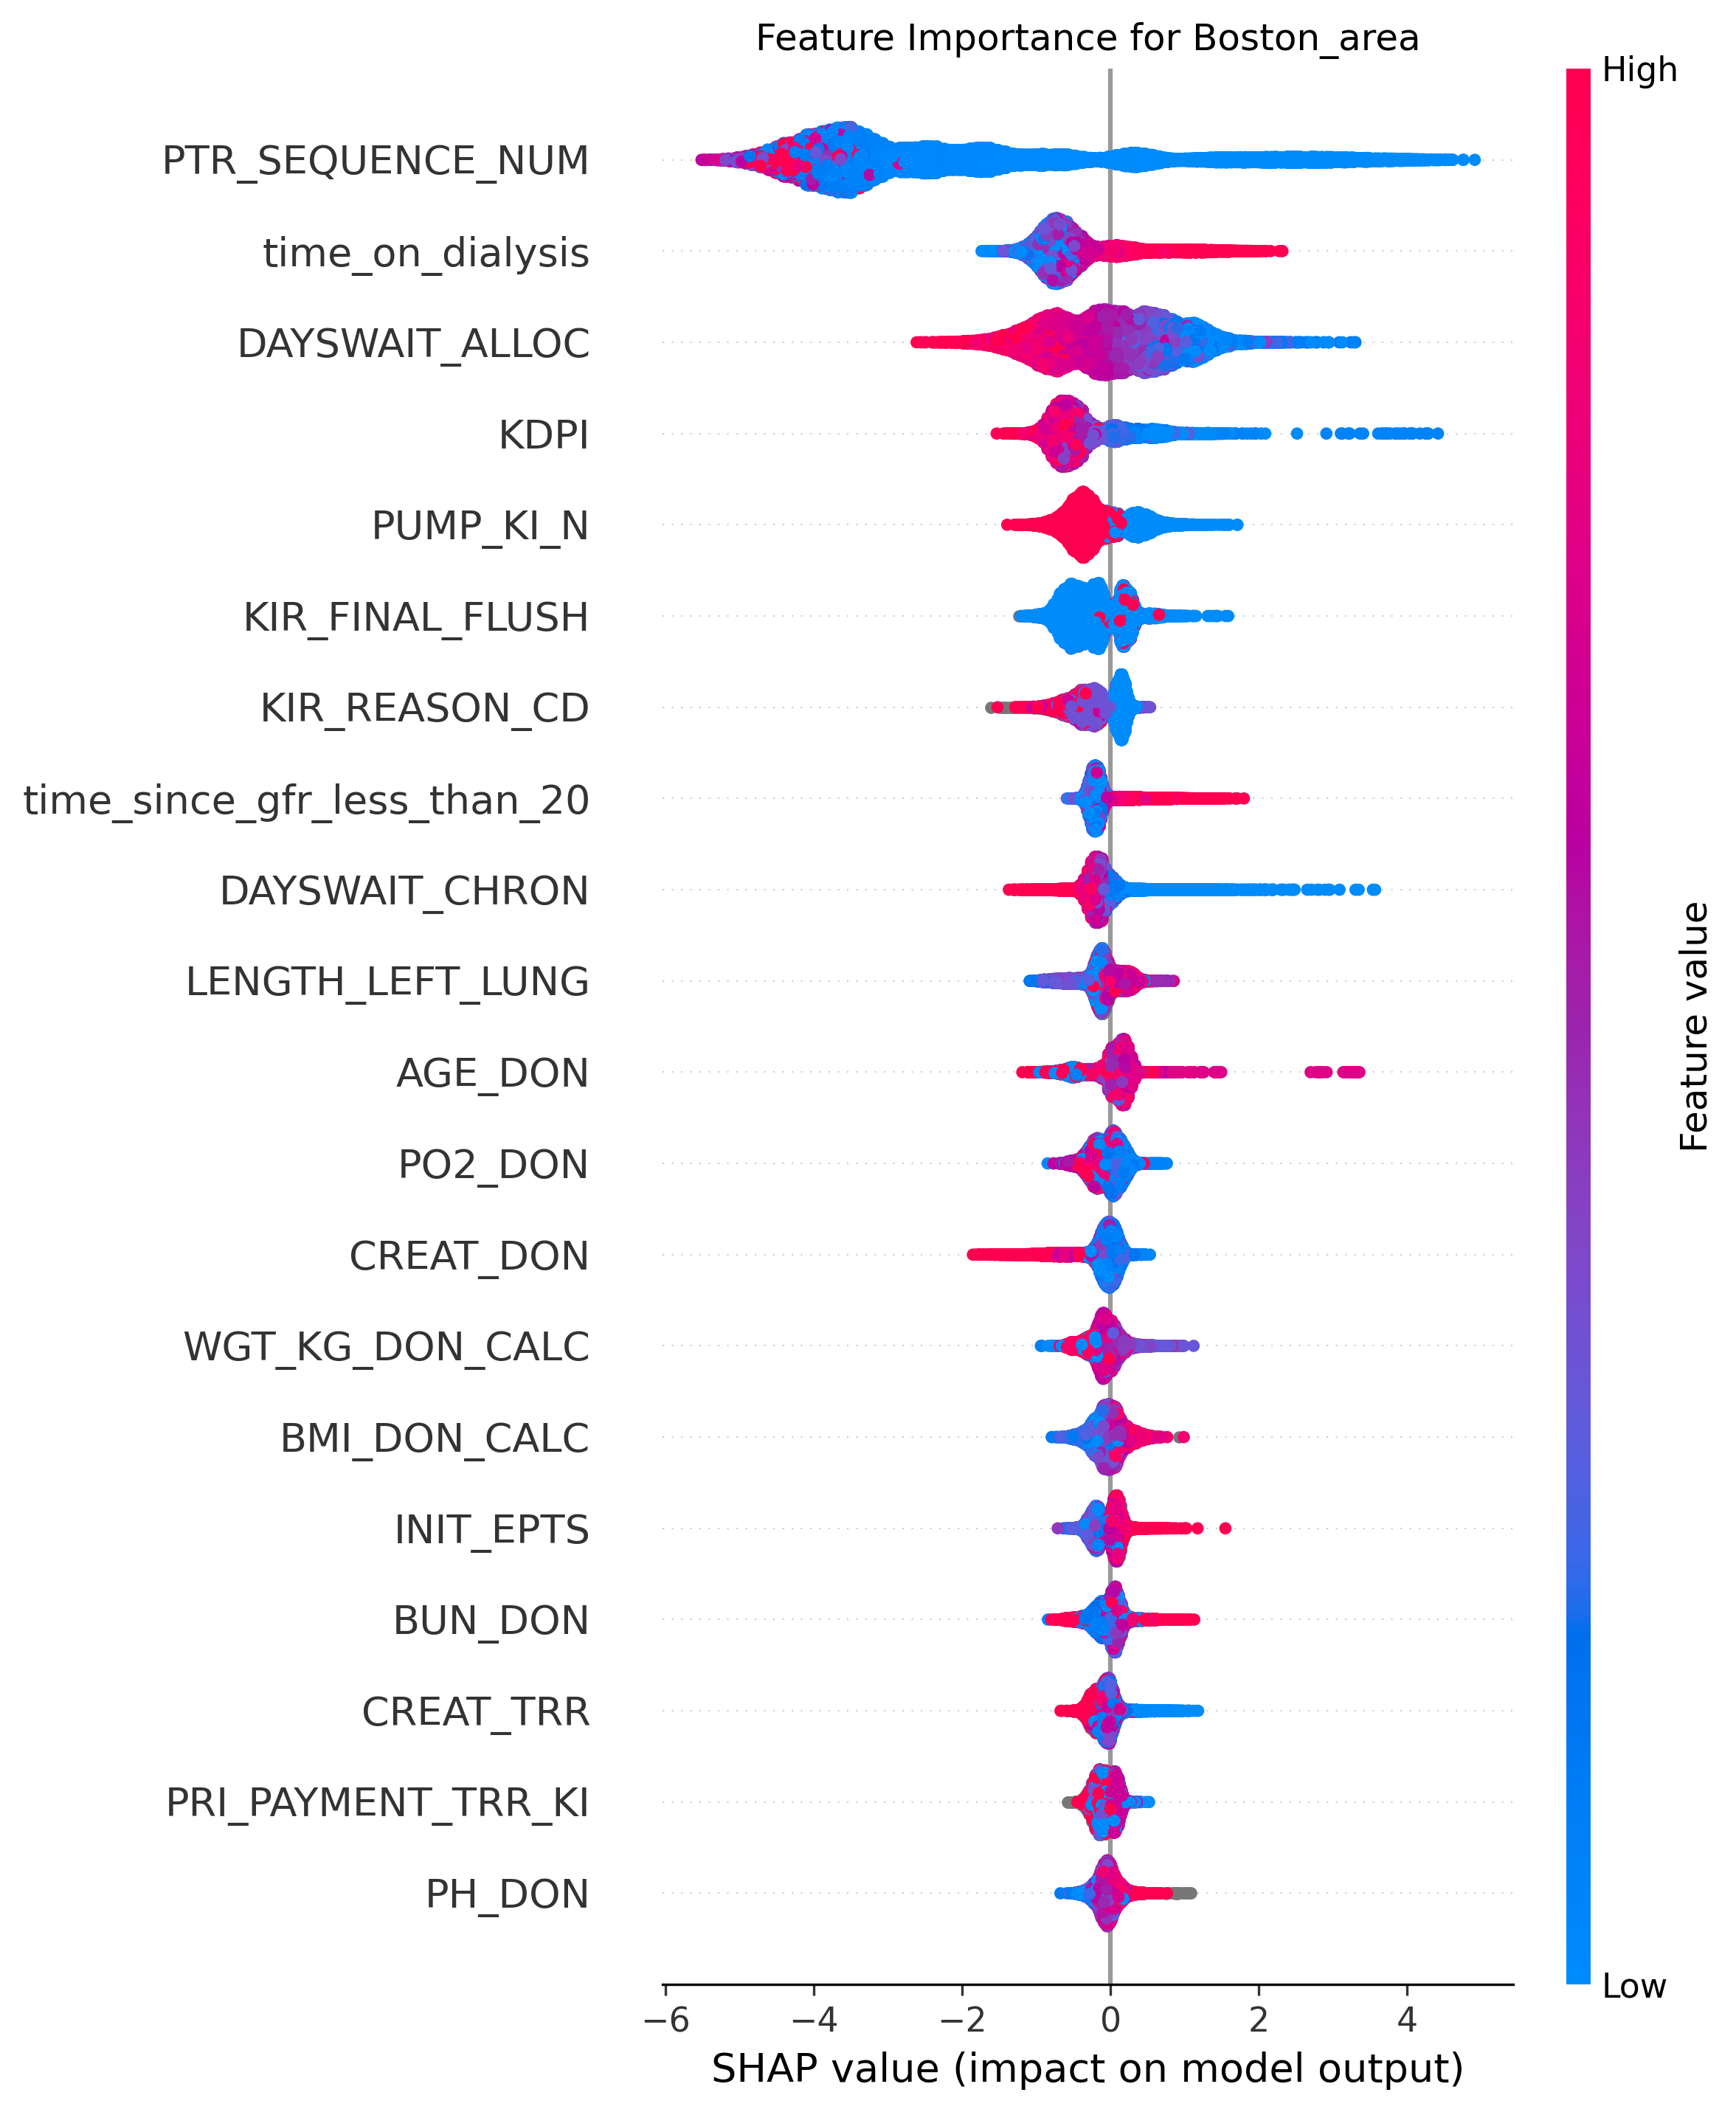 Feature Importance for Boston_area
High
PTR_SEQUENCE_NUM
time_on_dialysis
DAYSWAIT_ALLOC
KDPI
PUMP_KI_N
KIR_FINAL_FLUSH
KIR_REASON_CD
time_since_gfr_less_than_20
DAYSWAIT_CHRON
LENGTH_LEFT_LUNG
AGE_DON
PO2_DON
CREAT_DON
WGT_KG_DON_CALC
BMI_DON_CALC
INIT_EPTS
BUN_DON
CREAT_TRR
PRI_PAYMENT_TRR_KI
PH_DON
Feature value
Low
−6 −4 −2 0 2 4
SHAP value (impact on model output)